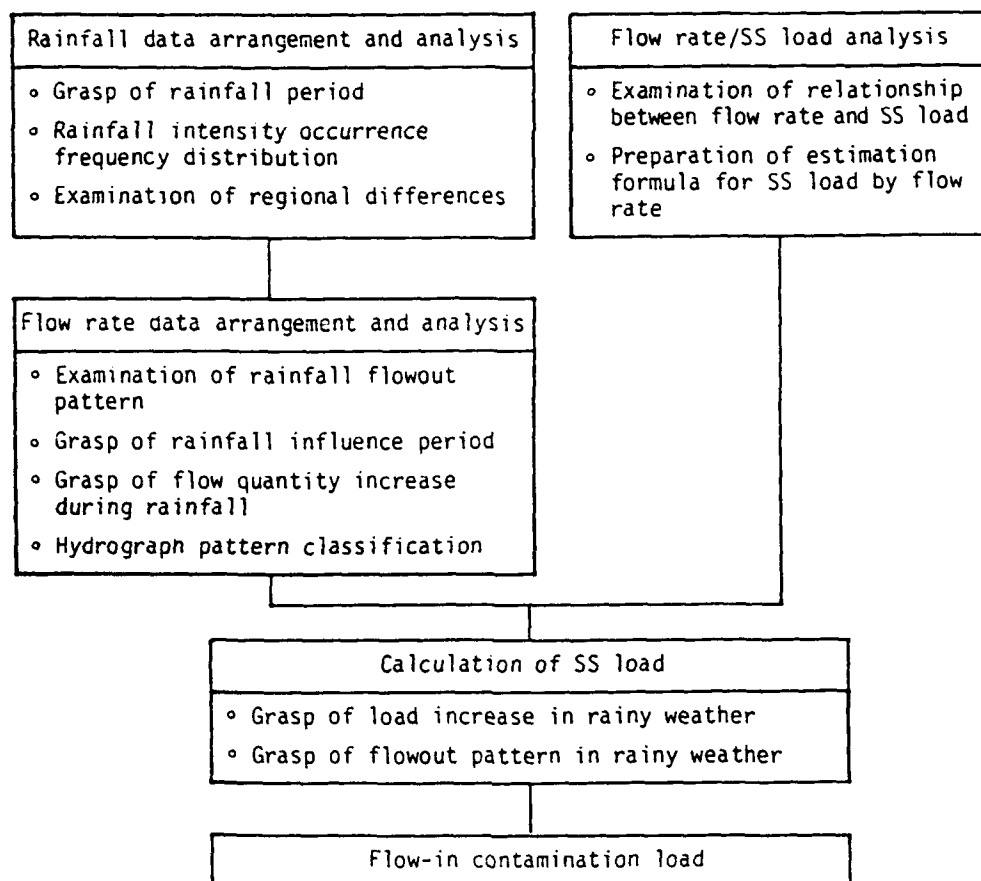 Rainfall data arrangement and analysis
° Grasp of rainfall period
° Rainfall intensity occurrence
frequency distribution
° Examination of regional differences
Flow rate/SS load analysis
° Examination of relationship
between flow rate and SS load
° Preparation of estimation
formula for SS load by flow
rate
Flow rate data arrangement and analysis
° Examination of rainfall flowout
pattern
° Grasp of rainfall influence period
° Grasp of flow quantity increase
during rainfall
° Hydrograph pattern classification
Calculation of SS load
° Grasp of load increase in rainy weather
° Grasp of flowout pattern in rainy weather
Flow-in contamination load